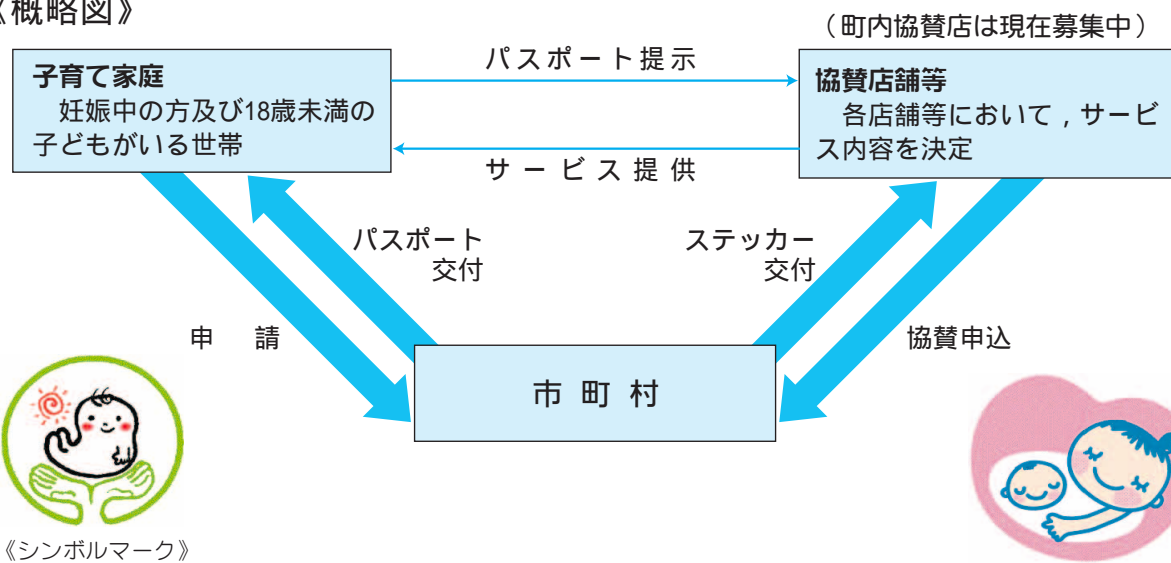 《概略図》
（町内協賛店は現在募集中）
子育て家庭
妊娠中の方及び18歳未満の
子どもがいる世帯
パスポート提示
サービス提供
協賛店舗等
各店舗等において，サービ
ス内容を決定
パスポート
交付
ステッカー
交付
申請
協賛申込
市町村
《シンボルマーク》